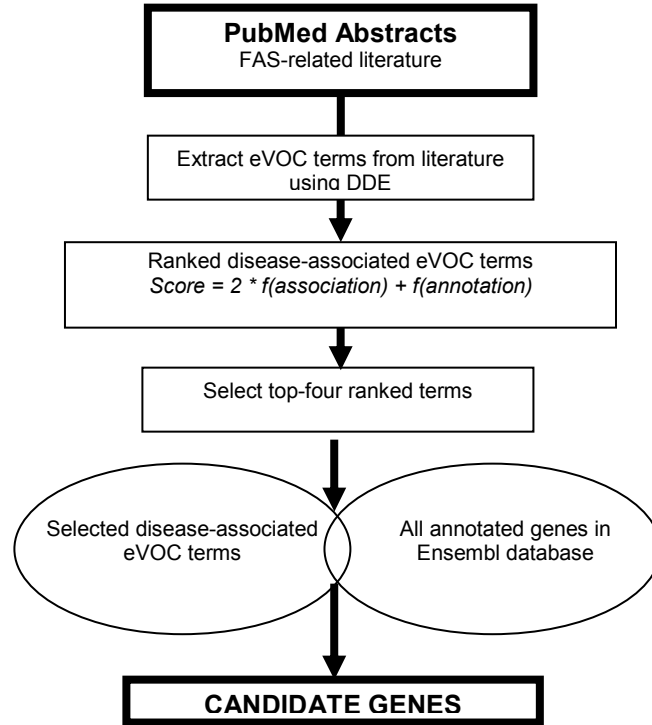 PubMed Abstracts
FAS-related literature
Extract eVOC terms from literature
using DDE
Ranked disease-associated eVOC terms
Score = 2 * f(association) + f(annotation)
Select top-four ranked terms
Selected disease-associated
eVOC terms
All annotated genes in
Ensembl database
CANDIDATE GENES